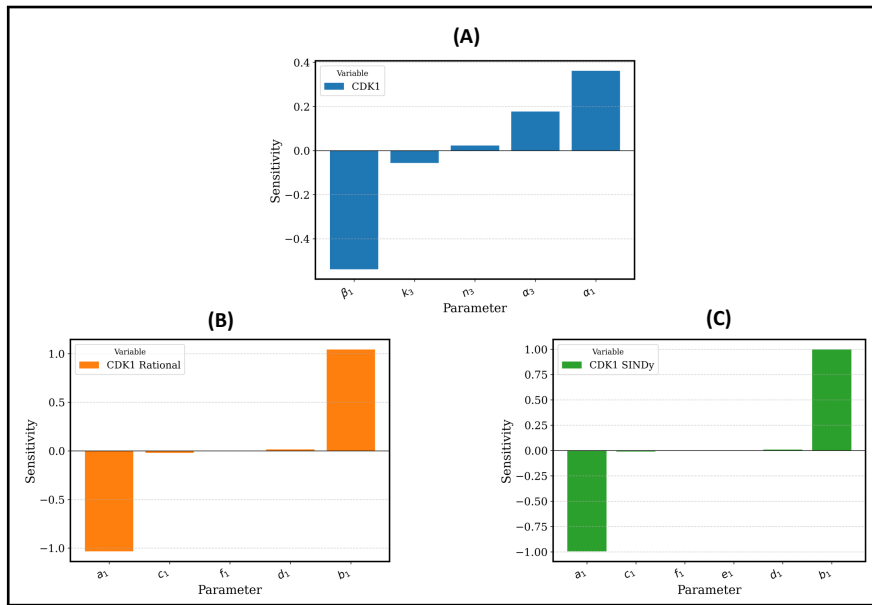 (A)
Variable
CDK1
0.4
0.2
0.0
−0.2
−0.4
Sensitivity
β₁
k₃
n₃
α₃
α₁
Parameter
(B)
Variable
CDK1 Rational
1.0
0.5
0.0
−0.5
−1.0
Sensitivity
a₁
c₁
f₁
d₁
b₁
Parameter
(C)
Variable
CDK1 SINDy
1.00
0.75
0.50
0.25
0.00
−0.25
−0.50
−0.75
−1.00
Sensitivity
a₁
c₁
f₁
e₁
d₁
b₁
Parameter